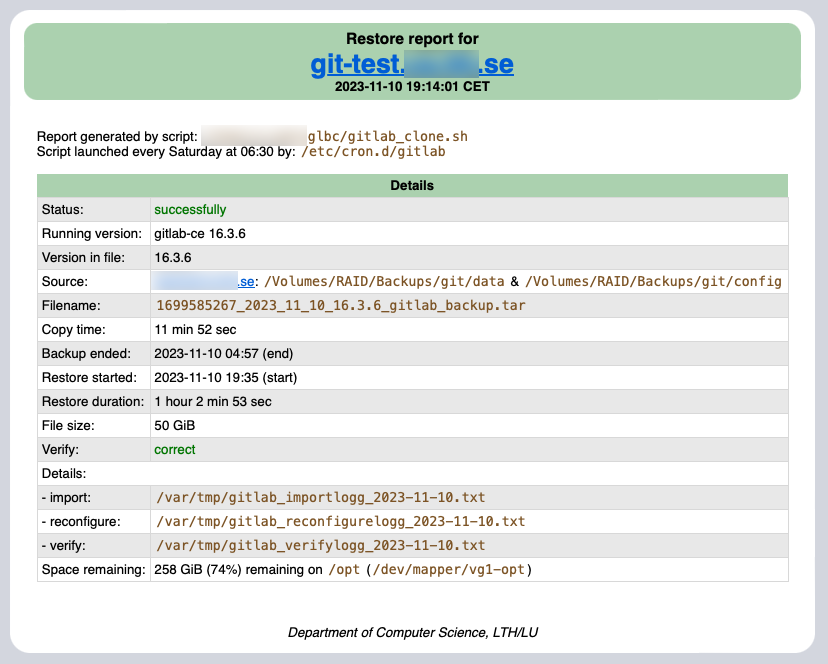 Restore report for
git-test. .se
2023-11-10 19:14:01 CET
Report generated by script: glbc/gitlab_clone.sh
Script launched every Saturday at 06:30 by: /etc/cron.d/gitlab
Details
Status: successfully
Running version: gitlab-ce 16.3.6
Version in file: 16.3.6
Source: .se: /Volumes/RAID/Backups/git/data & /Volumes/RAID/Backups/git/config
Filename: 1699585267_2023_11_10_16.3.6_gitlab_backup.tar
Copy time: 11 min 52 sec
Backup ended: 2023-11-10 04:57 (end)
Restore started: 2023-11-10 19:35 (start)
Restore duration: 1 hour 2 min 53 sec
File size: 50 GiB
Verify: correct
Details:
- import: /var/tmp/gitlab_importlogg_2023-11-10.txt
- reconfigure: /var/tmp/gitlab_reconfigurelogg_2023-11-10.txt
- verify: /var/tmp/gitlab_verifylogg_2023-11-10.txt
Space remaining: 258 GiB (74%) remaining on /opt (/dev/mapper/vg1-opt)
Department of Computer Science, LTH/LU